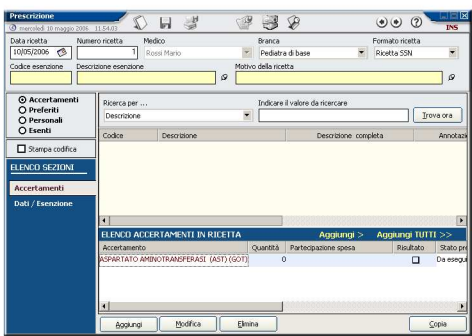 Prescrizione
mercoledì 10 maggio 2006 11.54.03
INS
Data ricetta Numero ricetta Medico Branca Formato ricetta
10/05/2006 1 Rossi Mario Pediatra di base Ricetta SSN
Codice esenzione Descrizione esenzione Motivo della ricetta
Accertamenti
Preferiti
Personali
Esenti
Stampa codifica
Ricerca per ... Indicare il valore da ricercare
Descrizione Trova ora
Codice Descrizione Descrizione completa Annotazi
ELENCO SEZIONI
Accertamenti
Dati / Esenzione
ELENCO ACCERTAMENTI IN RICETTA Aggiungi > Aggiungi TUTTI >>
Accertamento Quantità Partecipazione spesa Risultato Stato pr
ASPARTATO AMINOTRANSFERASI (AST) (GOT) 0 Da esegui
Aggiungi Modifica Elimina Copia